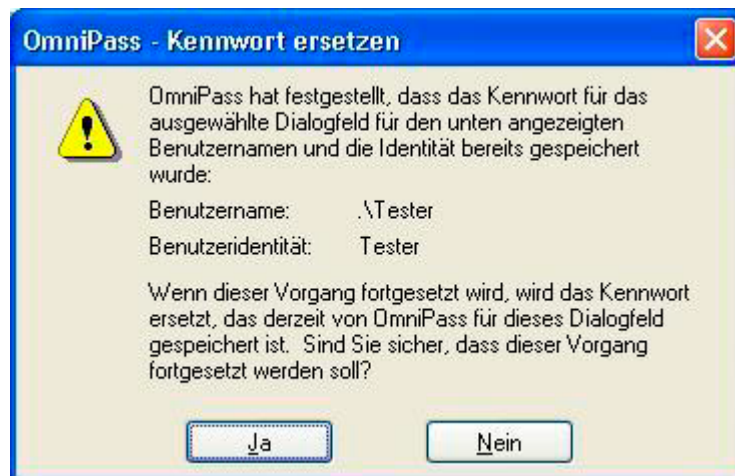 OmniPass - Kennwort ersetzen
OmniPass hat festgestellt, dass das Kennwort für das
ausgewählte Dialogfeld für den unten angezeigten
Benutzernamen und die Identität bereits gespeichert
wurde:
Benutzername: .\Tester
Benutzeridentität: Tester
Wenn dieser Vorgang fortgesetzt wird, wird das Kennwort
ersetzt, das derzeit von OmniPass für dieses Dialogfeld
gespeichert ist. Sind Sie sicher, dass dieser Vorgang
fortgesetzt werden soll?
Ja Nein